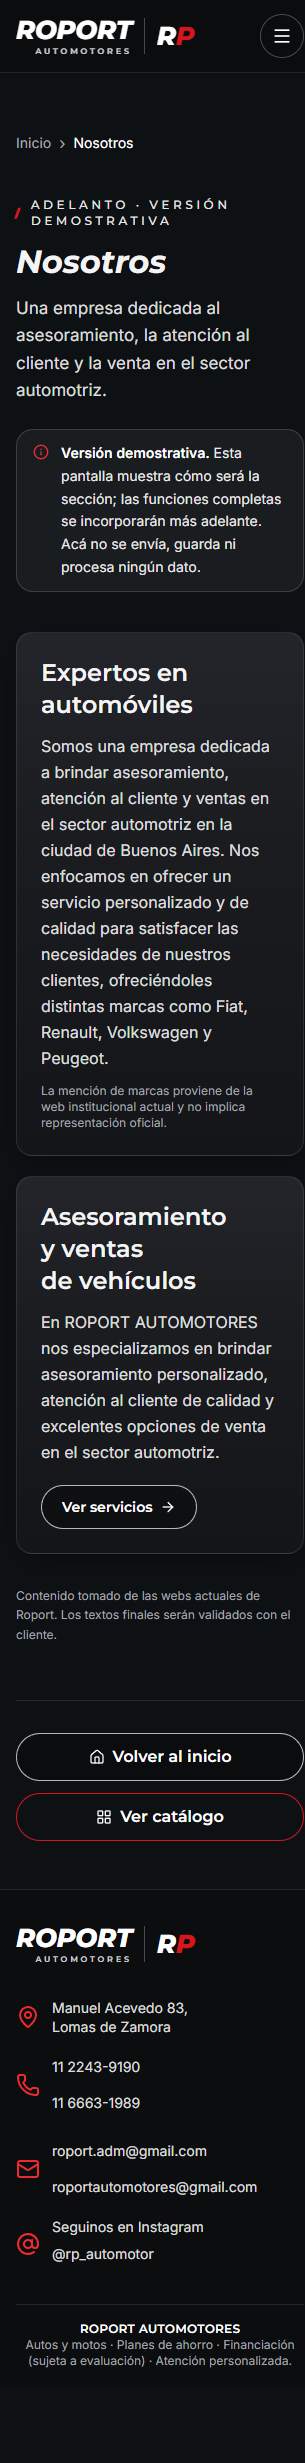 ROPORT RP
AUTOMOTORES
Inicio › Nosotros
/ ADELANTO · VERSIÓN
DEMOSTRATIVA
Nosotros
Una empresa dedicada al
asesoramiento, la atención al
cliente y la venta en el sector
automotriz.
Versión demostrativa. Esta
pantalla muestra cómo será la
sección; las funciones completas
se incorporarán más adelante.
Acá no se envía, guarda ni
procesa ningún dato.
Expertos en
automóviles
Somos una empresa dedicada
a brindar asesoramiento,
atención al cliente y ventas en
el sector automotriz en la
ciudad de Buenos Aires. Nos
enfocamos en ofrecer un
servicio personalizado y de
calidad para satisfacer las
necesidades de nuestros
clientes, ofreciéndoles
distintas marcas como Fiat,
Renault, Volkswagen y
Peugeot.
La mención de marcas proviene de la
web institucional actual y no implica
representación oficial.
Asesoramiento
y ventas
de vehículos
En ROPORT AUTOMOTORES
nos especializamos en brindar
asesoramiento personalizado,
atención al cliente de calidad y
excelentes opciones de venta
en el sector automotriz.
Ver servicios →
Contenido tomado de las webs actuales de
Roport. Los textos finales serán validados con el
cliente.
Volver al inicio
Ver catálogo
ROPORT RP
AUTOMOTORES
Manuel Acevedo 83,
Lomas de Zamora
11 2243-9190
11 6663-1989
roport.adm@gmail.com
roportautomotores@gmail.com
Seguinos en Instagram
@rp_automotor
ROPORT AUTOMOTORES
Autos y motos · Planes de ahorro · Financiación
(sujeta a evaluación) · Atención personalizada.